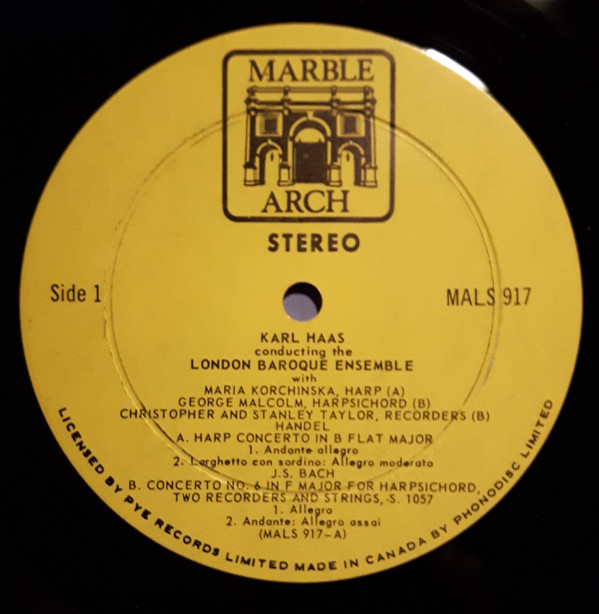 MARBLE
ARCH
STEREO
Side 1
MALS 917
KARL HAAS
conducting the
LONDON BAROQUE ENSEMBLE
with
MARIA KORCHINSKA, HARP (A)
GEORGE MALCOLM, HARPSICHORD (B)
CHRISTOPHER AND STANLEY TAYLOR, RECORDERS (B)
HANDEL
A. HARP CONCERTO IN B FLAT MAJOR
1. Andante allegro
2. Larghetto con sordino: Allegro moderato
J.S. BACH
B. CONCERTO NO. 6 IN F MAJOR FOR HARPSICHORD,
TWO RECORDERS AND STRINGS, S. 1057
1. Allegro
2. Andante: Allegro assai
(MALS 917-A)
LICENSED BY PYE RECORDS LIMITED MADE IN CANADA BY PHONODISC LIMITED